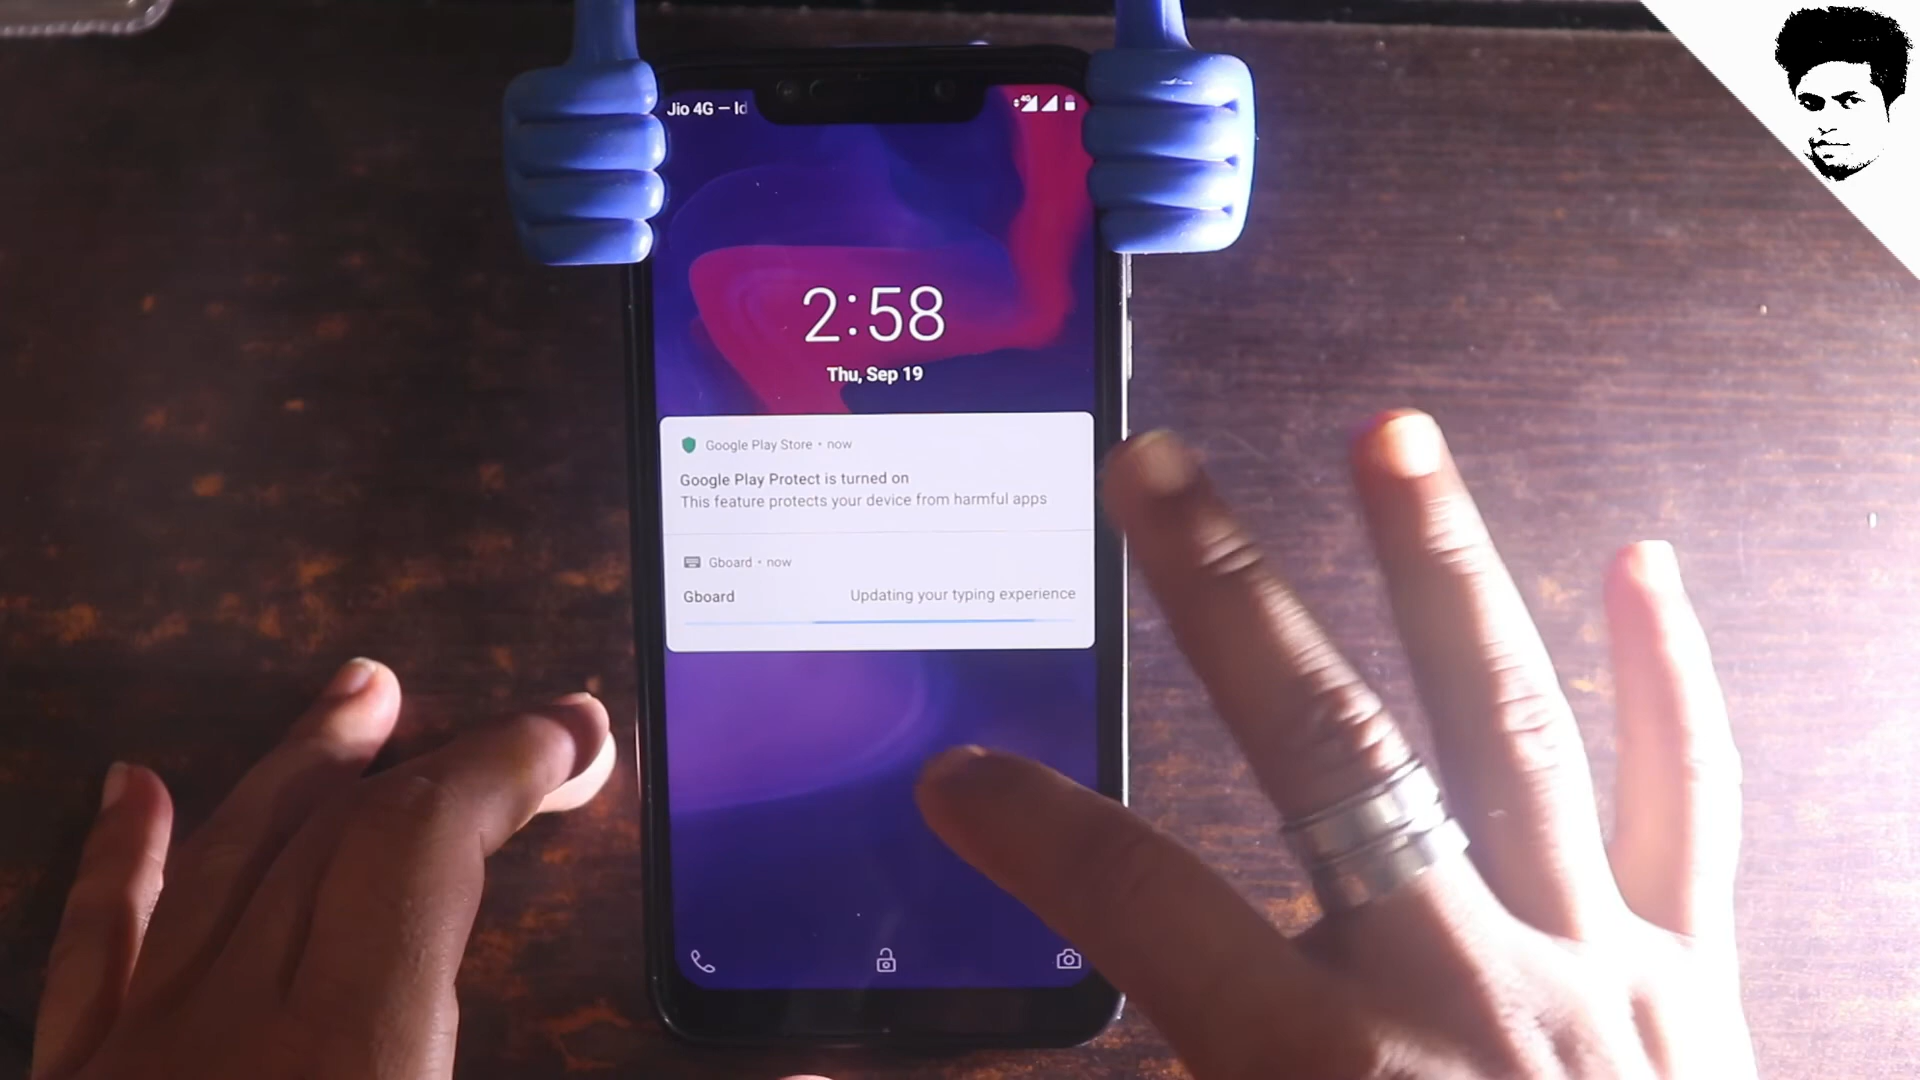 Jio 4G — Id
4G
2:58
Thu, Sep 19
Google Play Store • now
Google Play Protect is turned on
This feature protects your device from harmful apps
Gboard • now
Gboard Updating your typing experience